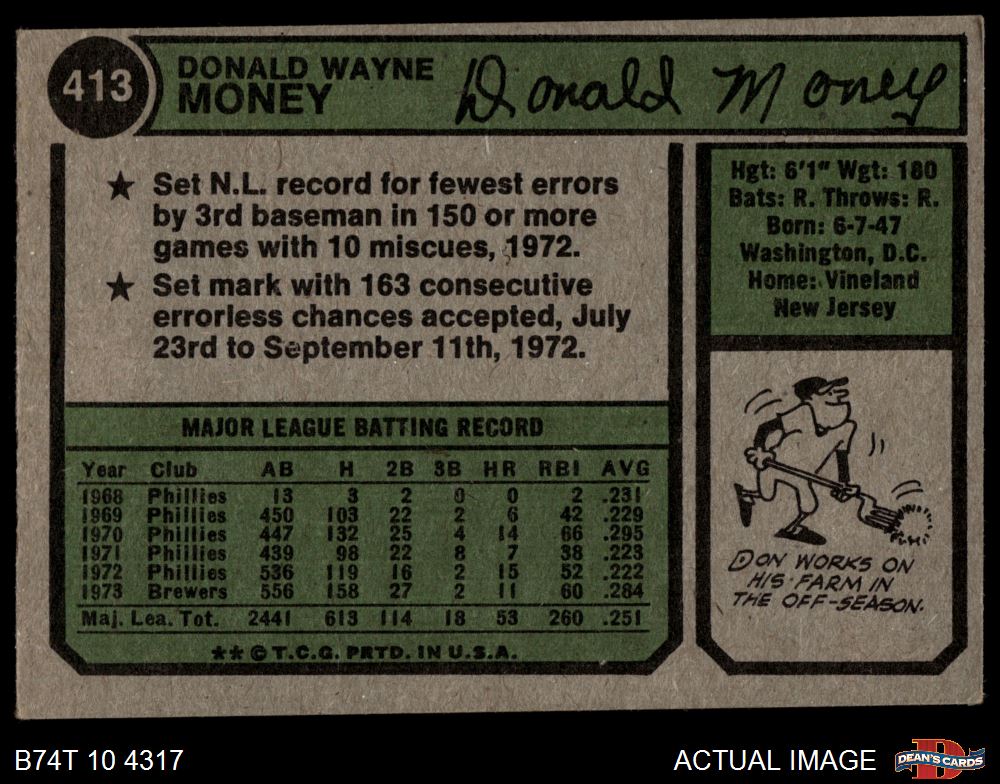 413
DONALD WAYNE
MONEY
Donald Money
★ Set N.L. record for fewest errors
by 3rd baseman in 150 or more
games with 10 miscues, 1972.
★ Set mark with 163 consecutive
errorless chances accepted, July
23rd to September 11th, 1972.
Hgt: 6'1" Wgt: 180
Bats: R. Throws: R.
Born: 6-7-47
Washington, D.C.
Home: Vineland
New Jersey
MAJOR LEAGUE BATTING RECORD
Year Club AB H 2B 3B HR RBI AVG
1968 Phillies 13 3 2 0 0 2 .231
1969 Phillies 450 103 22 2 6 42 .229
1970 Phillies 447 132 25 4 14 66 .295
1971 Phillies 439 98 22 8 7 38 .223
1972 Phillies 536 119 16 2 15 52 .222
1973 Brewers 556 158 27 2 11 60 .284
Maj. Lea. Tot. 2441 613 114 18 53 260 .251
★★ © T.C.G. PRTD. IN U.S.A.
DON WORKS ON
HIS FARM IN
THE OFF-SEASON.
B74T 10 4317
ACTUAL IMAGE
DEAN'S CARDS